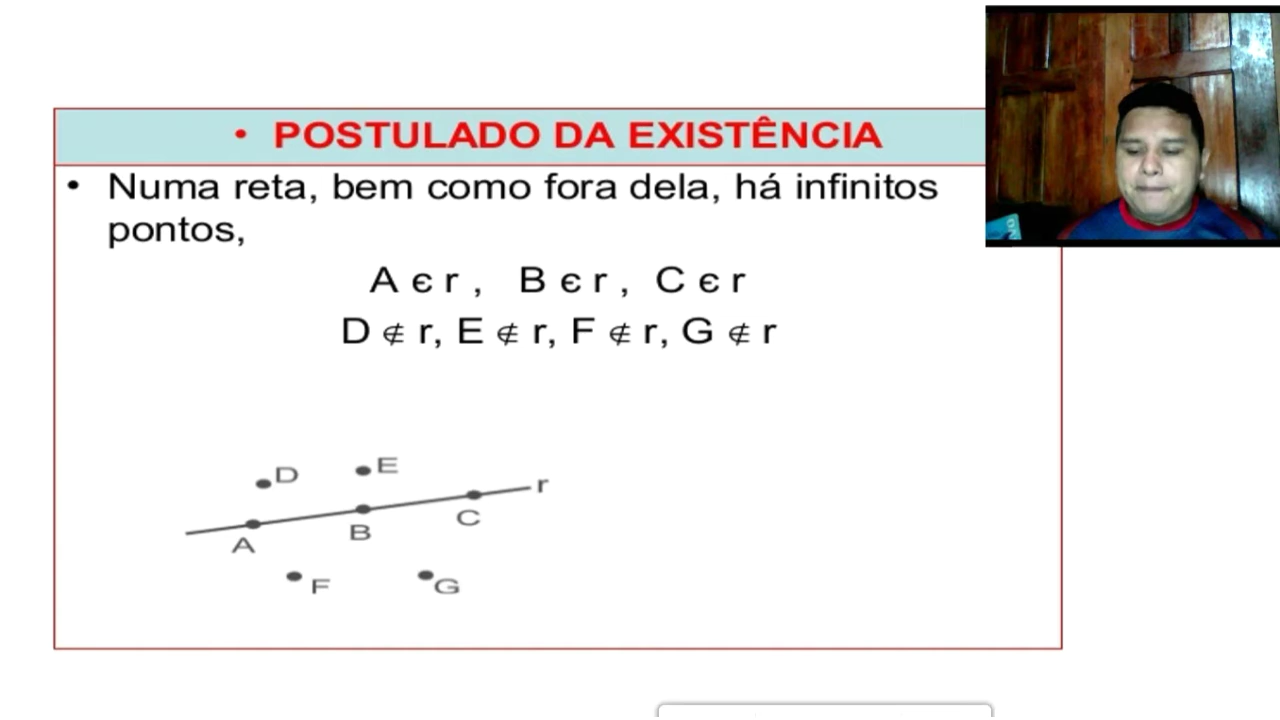 • POSTULADO DA EXISTÊNCIA
• Numa reta, bem como fora dela, há infinitos
pontos,
A є r , B є r , C є r
D ∉ r, E ∉ r, F ∉ r, G ∉ r
D
E
r
A
B
C
F
G